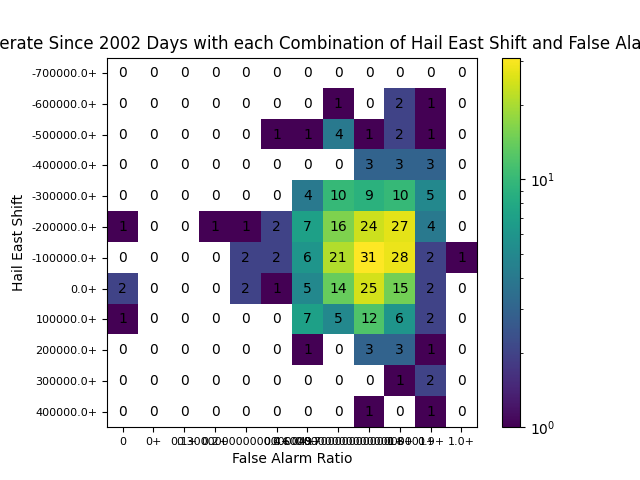 erate Since 2002 Days with each Combination of Hail East Shift and False Ala
-700000.0+ 0 0 0 0 0 0 0 0 0 0 0 0
-600000.0+ 0 0 0 0 0 0 0 1 0 2 1 0
-500000.0+ 0 0 0 0 0 1 1 4 1 2 1 0
-400000.0+ 0 0 0 0 0 0 0 0 3 3 3 0
-300000.0+ 0 0 0 0 0 0 4 10 9 10 5 0
-200000.0+ 1 0 0 1 1 2 7 16 24 27 4 0
-100000.0+ 0 0 0 0 2 2 6 21 31 28 2 1
0.0+ 2 0 0 0 2 1 5 14 25 15 2 0
100000.0+ 1 0 0 0 0 0 7 5 12 6 2 0
200000.0+ 0 0 0 0 0 0 1 0 3 3 1 0
300000.0+ 0 0 0 0 0 0 0 0 0 1 2 0
400000.0+ 0 0 0 0 0 0 0 0 1 0 1 0
0 0+ 1.0+
False Alarm Ratio
Hail East Shift
10^1
10^0